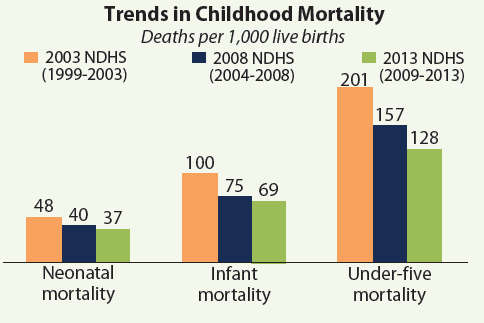 Trends in Childhood Mortality
Deaths per 1,000 live births
2003 NDHS
(1999-2003)
2008 NDHS
(2004-2008)
2013 NDHS
(2009-2013)
48
40
37
100
75
69
201
157
128
Neonatal
mortality
Infant
mortality
Under-five
mortality